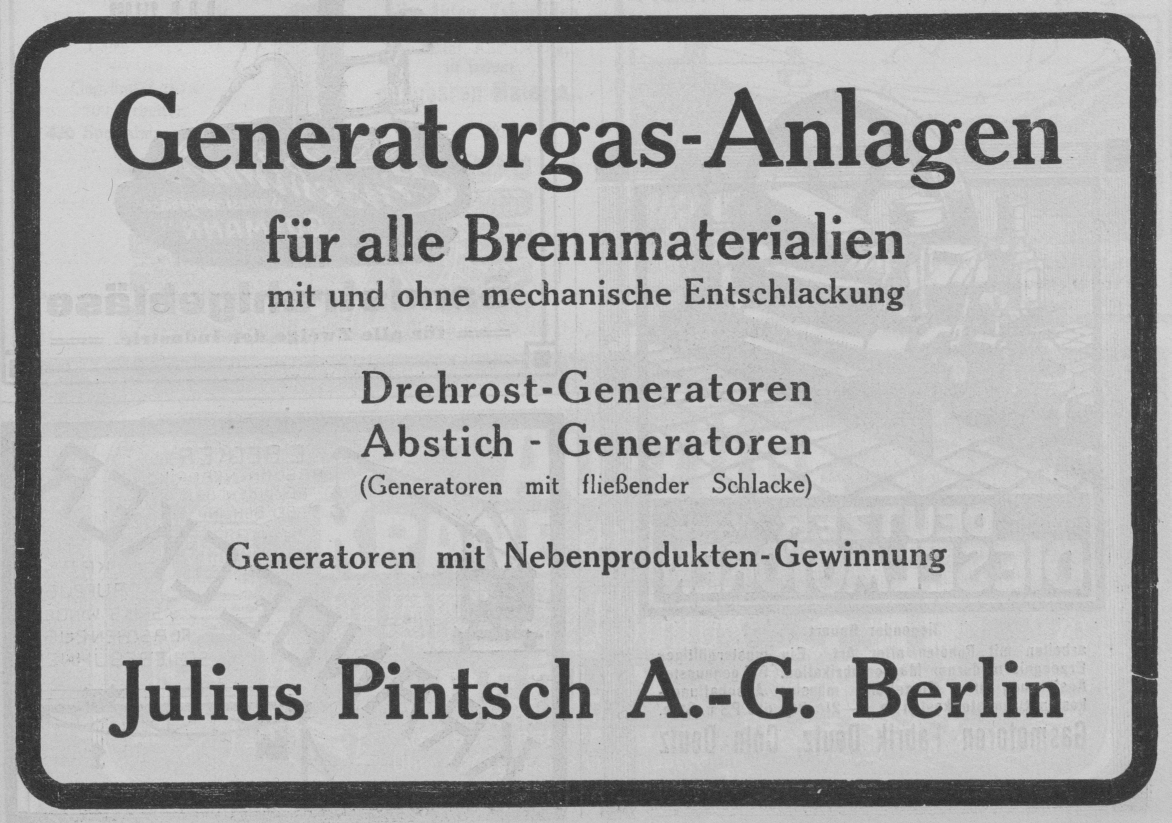 Generatorgas-Anlagen
für alle Brennmaterialien
mit und ohne mechanische Entschlackung
Drehrost-Generatoren
Abstich - Generatoren
(Generatoren mit fließender Schlacke)
Generatoren mit Nebenprodukten-Gewinnung
Julius Pintsch A.-G. Berlin